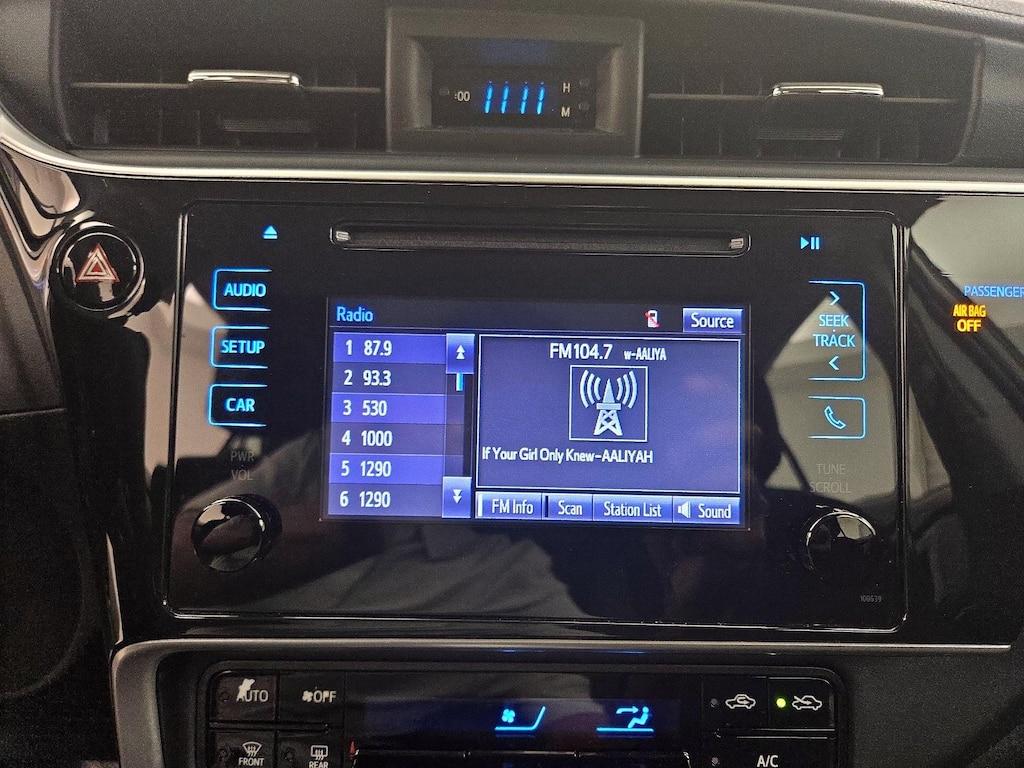 :00 11 11 H
M
AUDIO
SETUP
CAR
PWR
VOL
Radio
Source
1 87.9
2 93.3
3 530
4 1000
5 1290
6 1290
FM104.7 w-AALIYA
If Your Girl Only Knew-AALIYAH
FM Info Scan Station List Sound
SEEK
TRACK
TUNE
SCROLL
PASSENGER
AIR BAG
OFF
100639
AUTO OFF
FRONT REAR
A/C